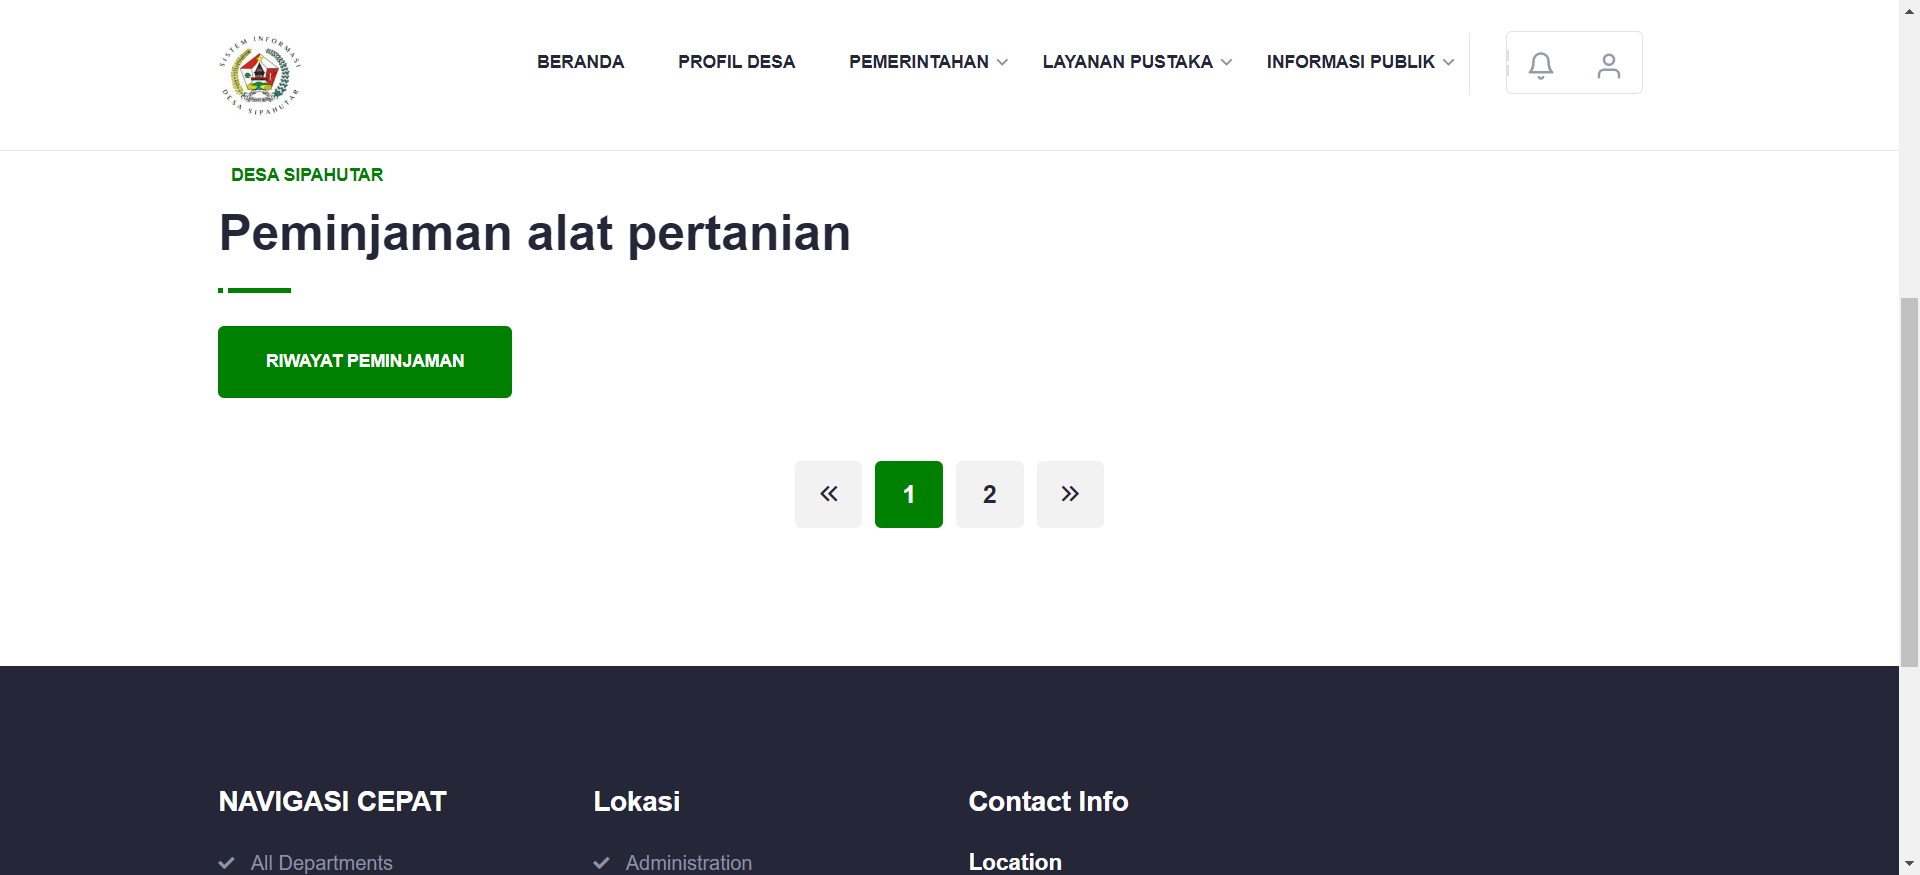 SISTEM INFORMASI
DESA SIPAHUTAR
BERANDA
PROFIL DESA
PEMERINTAHAN
LAYANAN PUSTAKA
INFORMASI PUBLIK
DESA SIPAHUTAR
Peminjaman alat pertanian
RIWAYAT PEMINJAMAN
« 1 2 »
NAVIGASI CEPAT
All Departments
Lokasi
Administration
Contact Info
Location